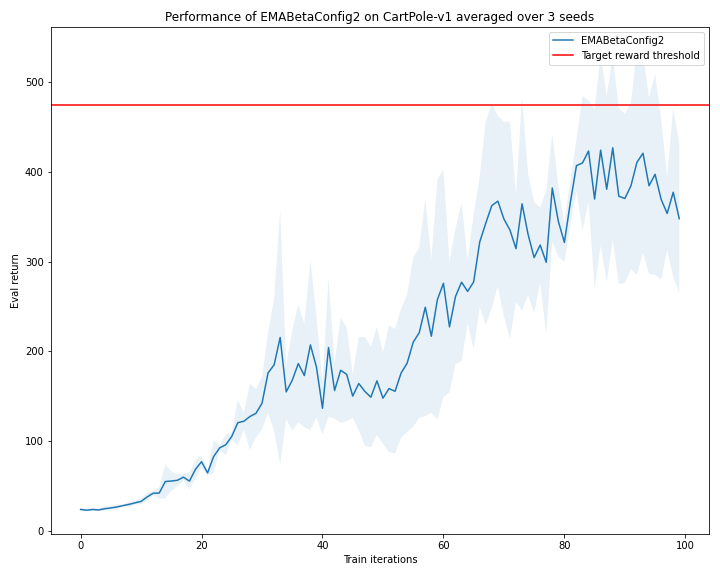 Performance of EMABetaConfig2 on CartPole-v1 averaged over 3 seeds
EMABetaConfig2
Target reward threshold
500
400
300
200
100
0
Eval return
0 20 40 60 80 100
Train iterations